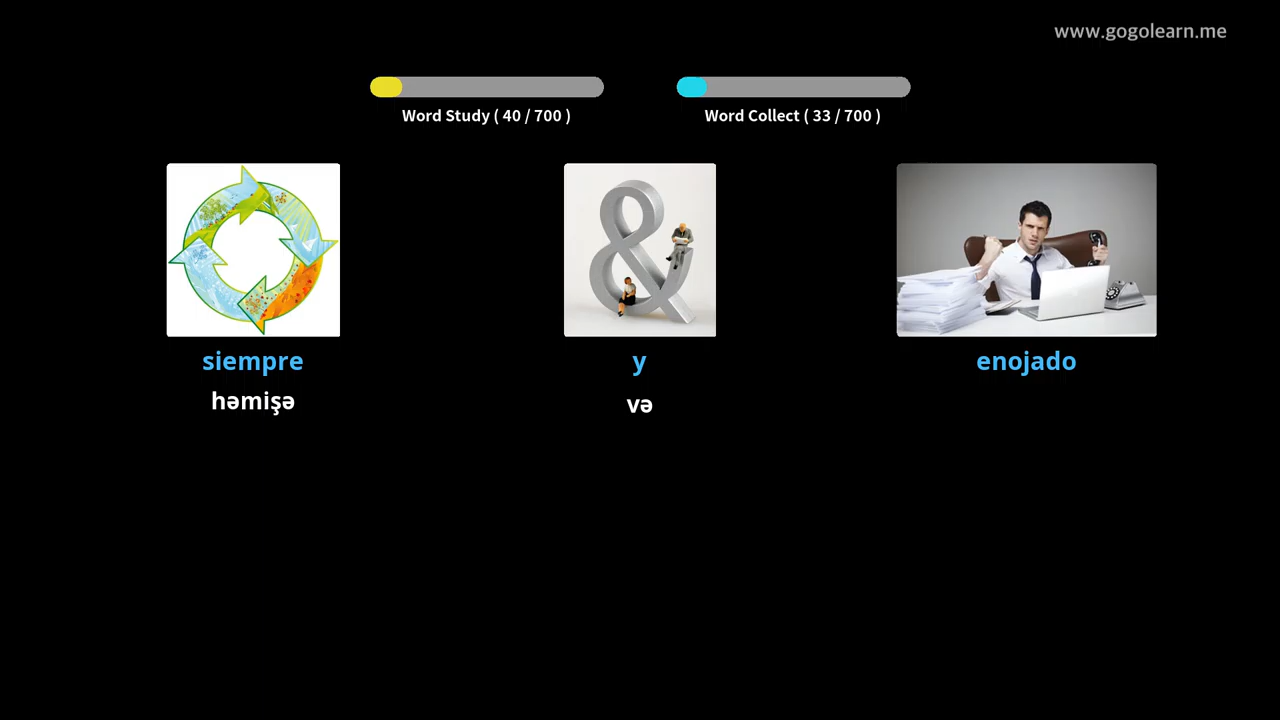 www.gogolearn.me
Word Study ( 40 / 700 )
Word Collect ( 33 / 700 )
siempre
y
enojado
həmişə
və